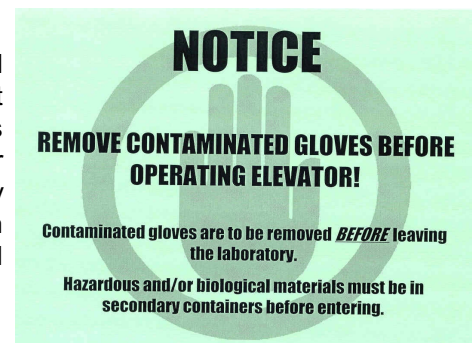 NOTICE
REMOVE CONTAMINATED GLOVES BEFORE
OPERATING ELEVATOR!
Contaminated gloves are to be removed BEFORE leaving
the laboratory.
Hazardous and/or biological materials must be in
secondary containers before entering.